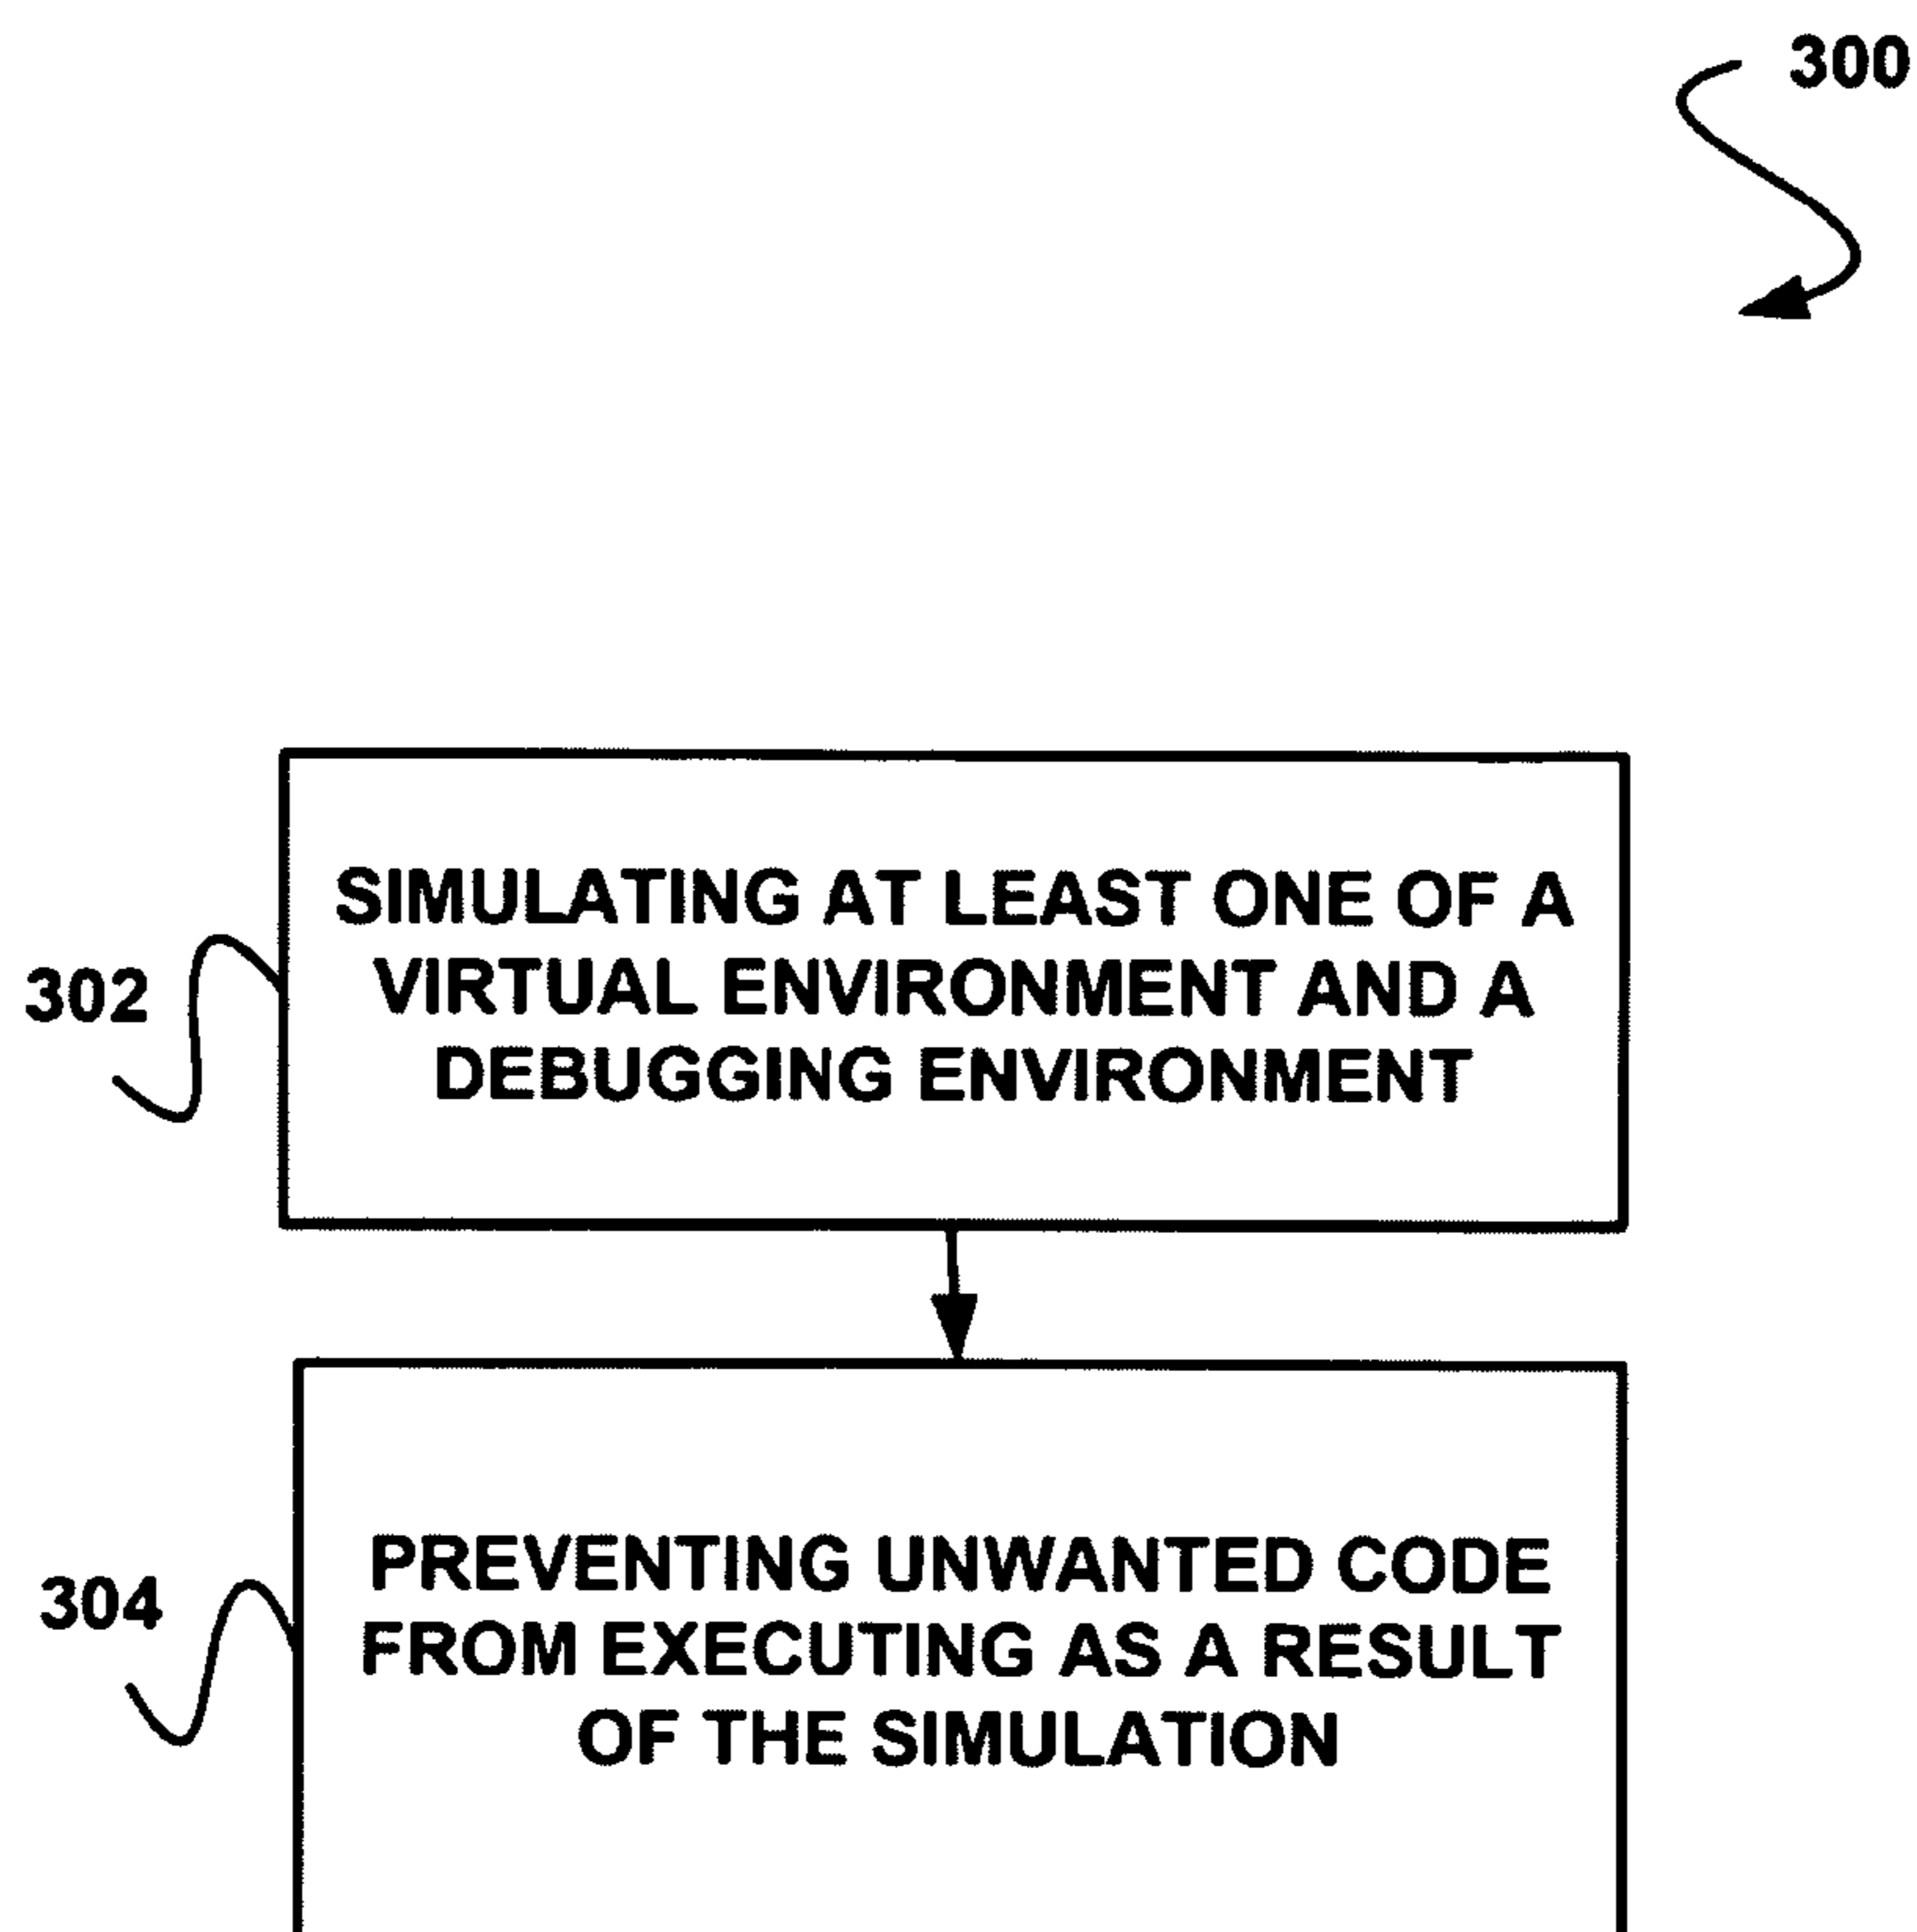 300
SIMULATING AT LEAST ONE OF A
VIRTUAL ENVIRONMENT AND A
DEBUGGING ENVIRONMENT
302
PREVENTING UNWANTED CODE
FROM EXECUTING AS A RESULT
OF THE SIMULATION
304